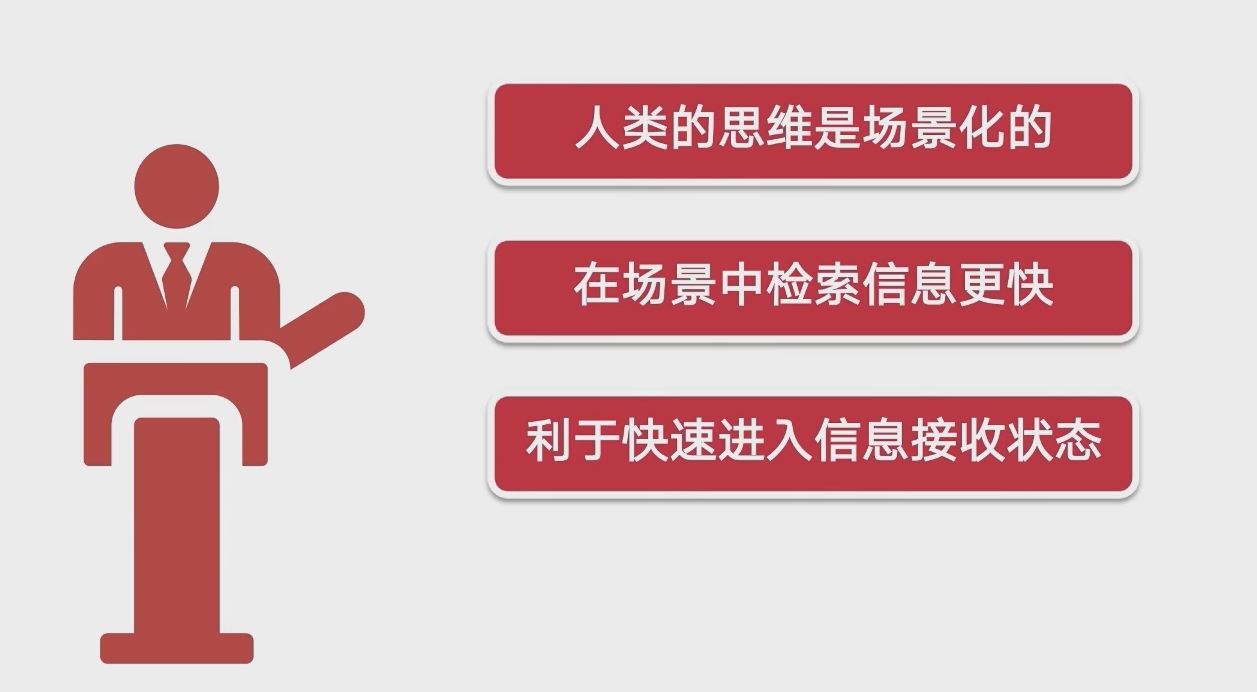 人类的思维是场景化的
在场景中检索信息更快
利于快速进入信息接收状态